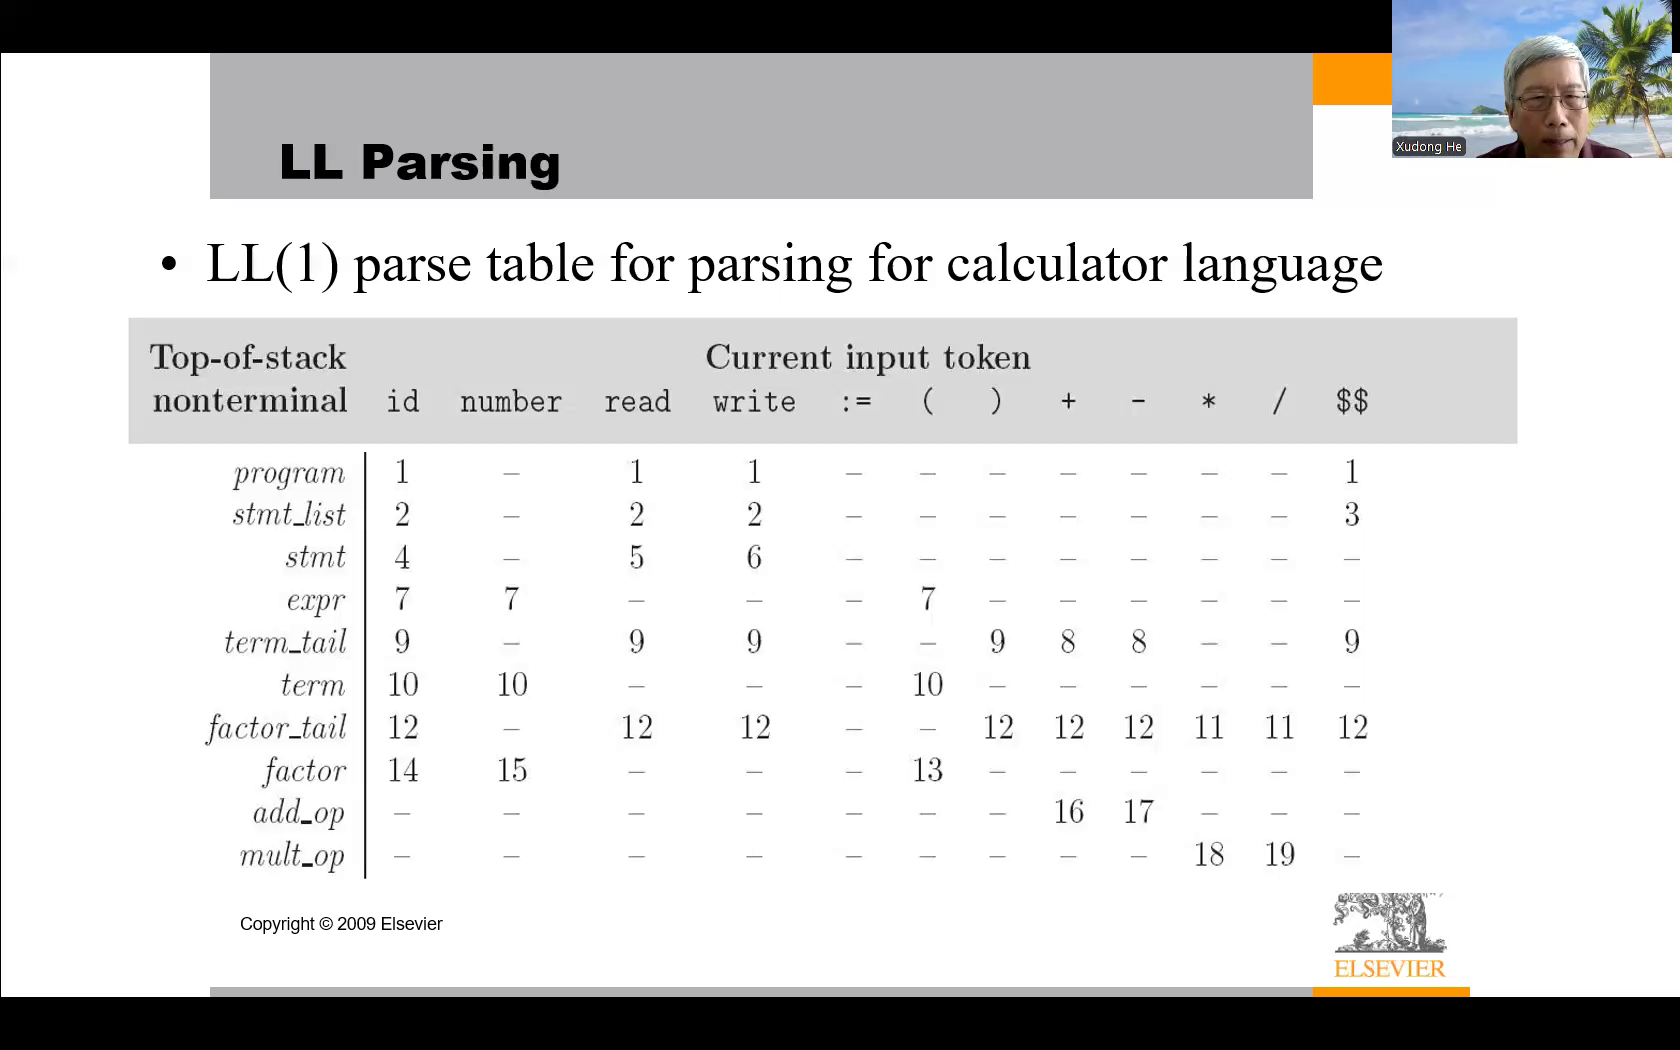 Xudong He
LL Parsing
• LL(1) parse table for parsing for calculator language
Top-of-stack Current input token
nonterminal id number read write := ( ) + - * / $$
program 1 – 1 1 – – – – – – – 1
stmt_list 2 – 2 2 – – – – – – – 3
stmt 4 – 5 6 – – – – – – – –
expr 7 7 – – – 7 – – – – – –
term_tail 9 – 9 9 – – 9 8 8 – – 9
term 10 10 – – – 10 – – – – – –
factor_tail 12 – 12 12 – – 12 12 12 11 11 12
factor 14 15 – – – 13 – – – – – –
add_op – – – – – – – 16 17 – – –
mult_op – – – – – – – – – 18 19 –
Copyright © 2009 Elsevier
ELSEVIER